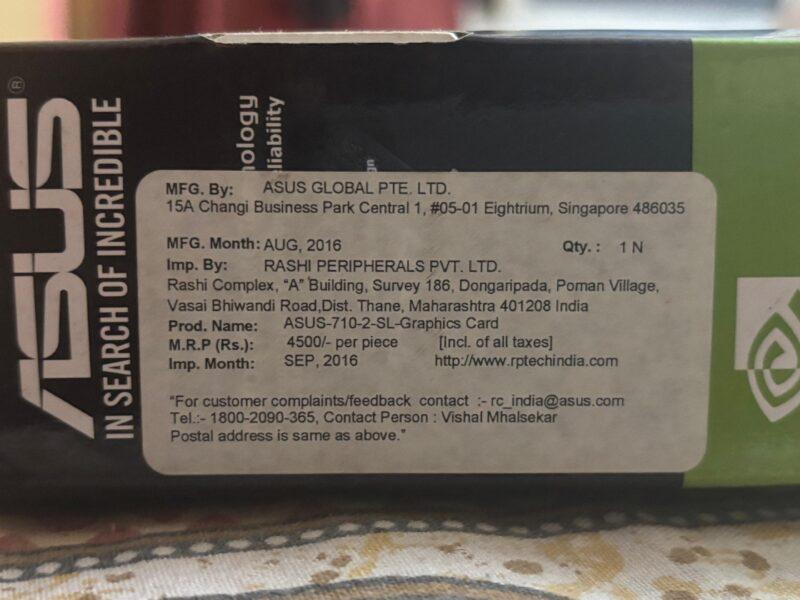 ASUS®
IN SEARCH OF INCREDIBLE
MFG. By: ASUS GLOBAL PTE. LTD.
15A Changi Business Park Central 1, #05-01 Eightrium, Singapore 486035
MFG. Month: AUG, 2016 Qty. : 1 N
Imp. By: RASHI PERIPHERALS PVT. LTD.
Rashi Complex, “A” Building, Survey 186, Dongaripada, Poman Village,
Vasai Bhiwandi Road,Dist. Thane, Maharashtra 401208 India
Prod. Name: ASUS-710-2-SL-Graphics Card
M.R.P (Rs.): 4500/- per piece [Incl. of all taxes]
Imp. Month: SEP, 2016 http://www.rptechindia.com
“For customer complaints/feedback contact :- rc_india@asus.com
Tel.:- 1800-2090-365, Contact Person : Vishal Mhalsekar
Postal address is same as above.”